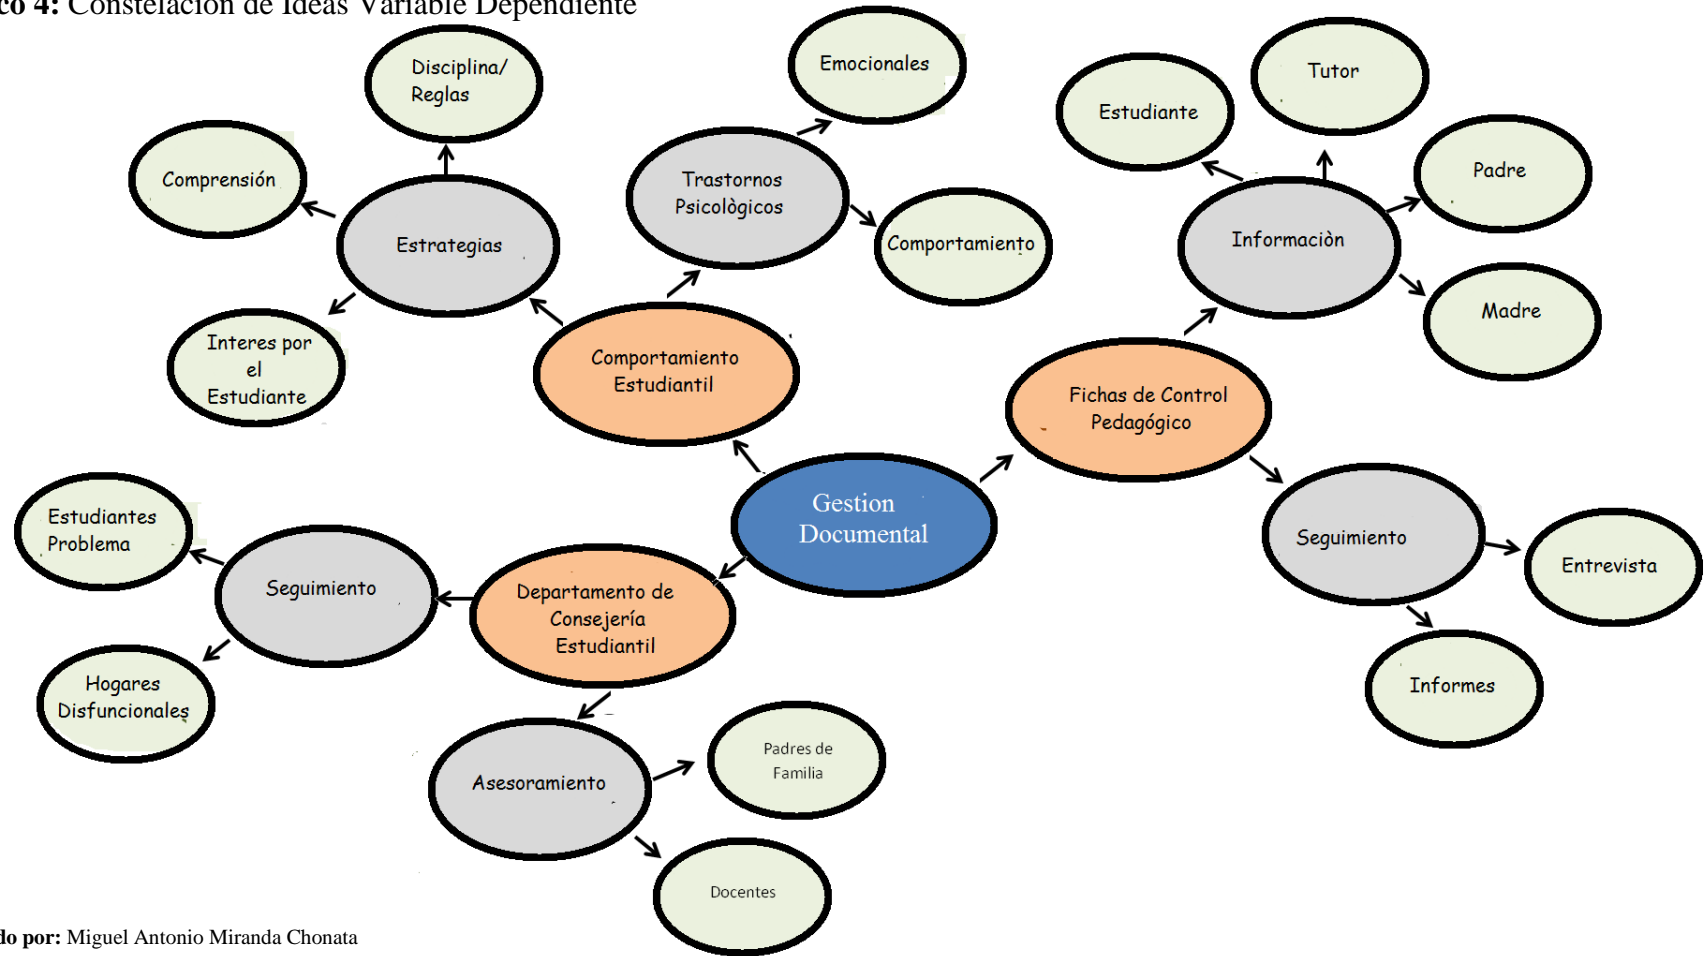 co 4: Constelación de Ideas Variable Dependiente
Disciplina/
Reglas
Comprensión
Estrategias
Interes por
el
Estudiante
Emocionales
Trastornos
Psicològicos
Comportamiento
Comportamiento
Estudiantil
Estudiante
Tutor
Padre
Informaciòn
Madre
Fichas de Control
Pedagógico
Gestion
Documental
Seguimiento
Entrevista
Informes
Estudiantes
Problema
Seguimiento
Hogares
Disfuncionales
Departamento de
Consejería
Estudiantil
Asesoramiento
Padres de
Familia
Docentes
do por: Miguel Antonio Miranda Chonata